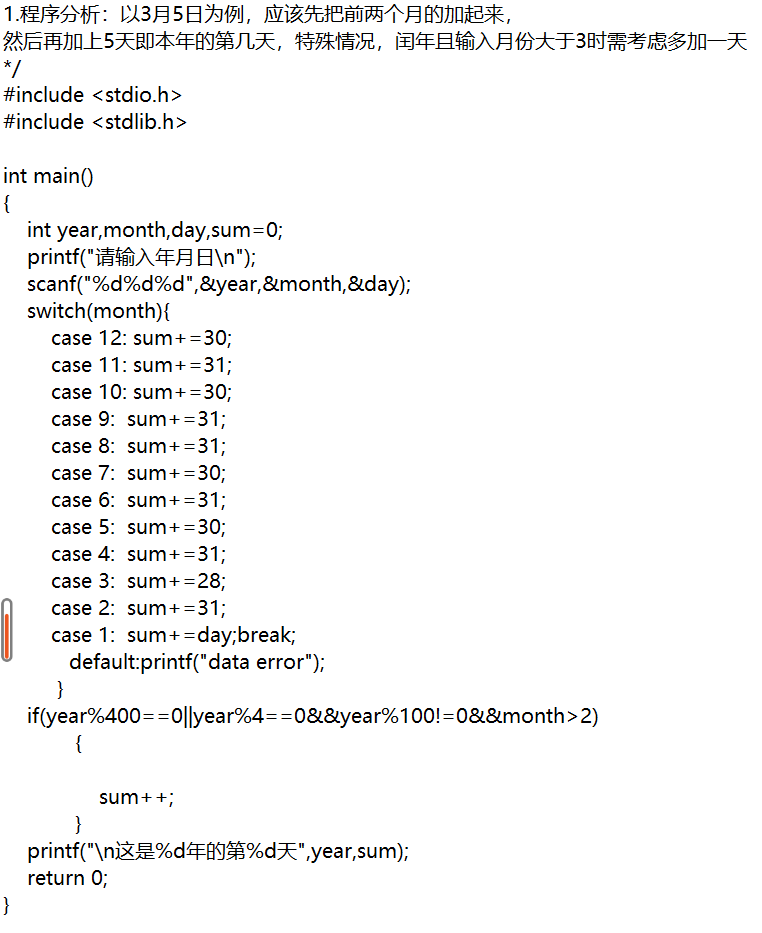 1.程序分析：以3月5日为例，应该先把前两个月的加起来，
然后再加上5天即本年的第几天，特殊情况，闰年且输入月份大于3时需考虑多加一天
*/
#include <stdio.h>
#include <stdlib.h>
int main()
{
int year,month,day,sum=0;
printf("请输入年月日\n");
scanf("%d%d%d",&year,&month,&day);
switch(month){
case 12: sum+=30;
case 11: sum+=31;
case 10: sum+=30;
case 9: sum+=31;
case 8: sum+=31;
case 7: sum+=30;
case 6: sum+=31;
case 5: sum+=30;
case 4: sum+=31;
case 3: sum+=28;
case 2: sum+=31;
case 1: sum+=day;break;
default:printf("data error");
}
if(year%400==0||year%4==0&&year%100!=0&&month>2)
{
sum++;
}
printf("\n这是%d年的第%d天",year,sum);
return 0;
}